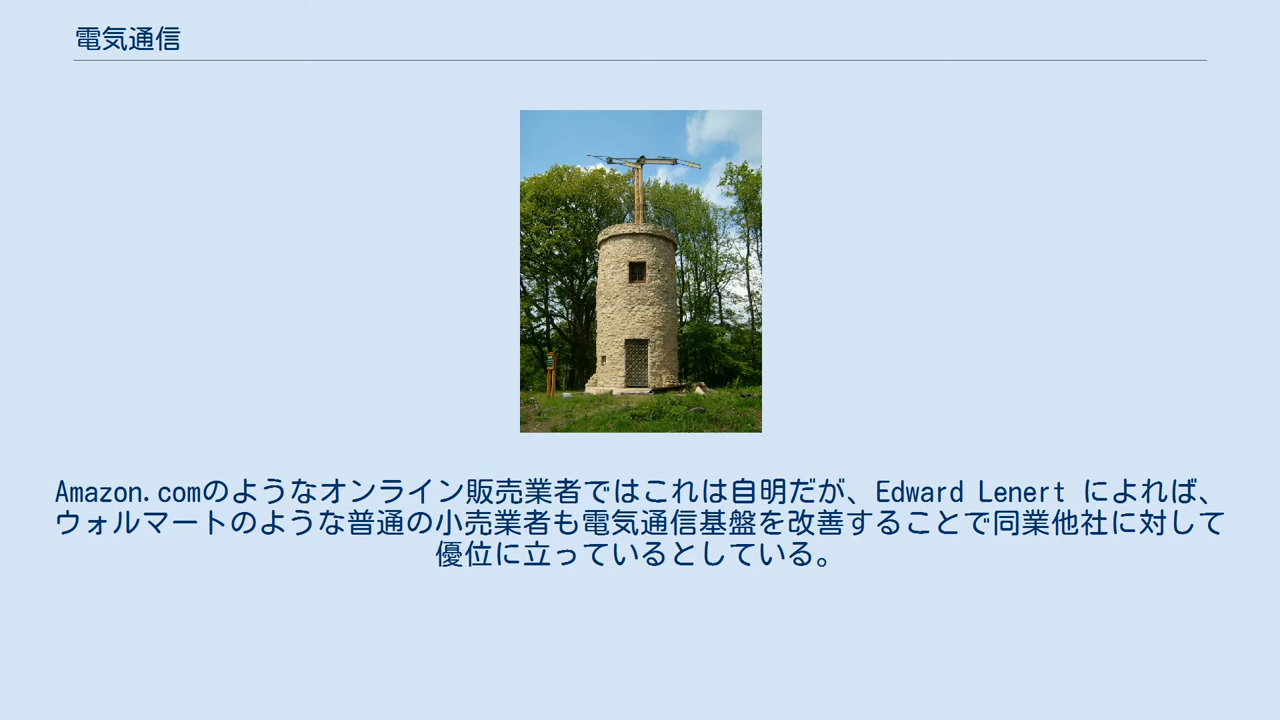 電気通信
Amazon.comのようなオンライン販売業者ではこれは自明だが、Edward Lenert によれば、
ウォルマートのような普通の小売業者も電気通信基盤を改善することで同業他社に対して
優位に立っているとしている。